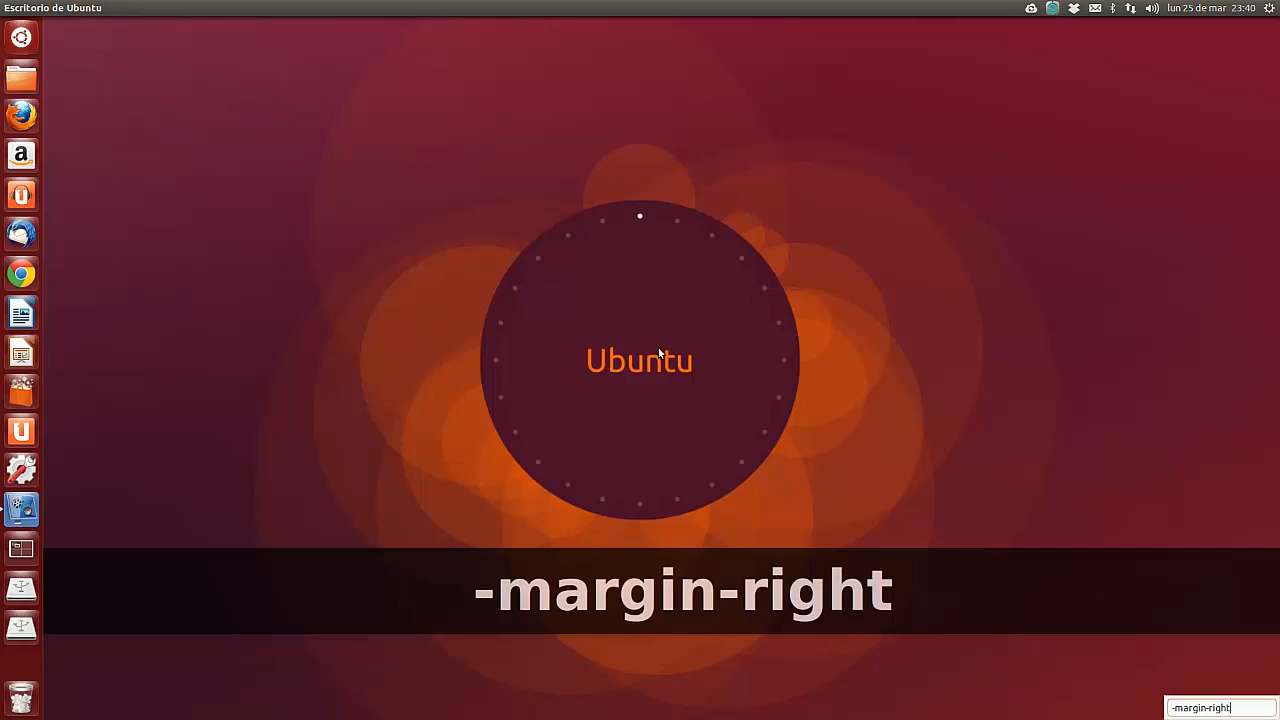 Escritorio de Ubuntu
lun 25 de mar 23:40
a
Ubuntu
-margin-right
-margin-right